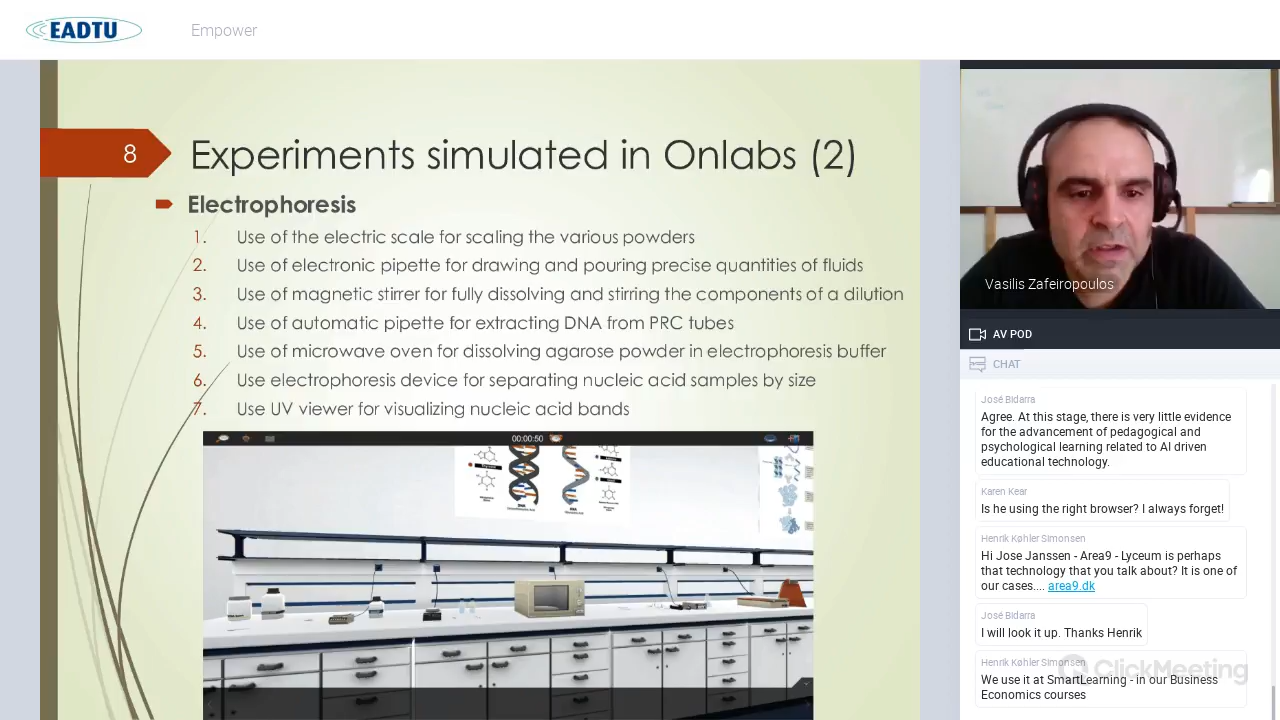 EADTU
Empower
8
Experiments simulated in Onlabs (2)
Electrophoresis
1. Use of the electric scale for scaling the various powders
2. Use of electronic pipette for drawing and pouring precise quantities of fluids
3. Use of magnetic stirrer for fully dissolving and stirring the components of a dilution
4. Use of automatic pipette for extracting DNA from PRC tubes
5. Use of microwave oven for dissolving agarose powder in electrophoresis buffer
6. Use electrophoresis device for separating nucleic acid samples by size
7. Use UV viewer for visualizing nucleic acid bands
00:00:50
Vasilis Zafeiropoulos
AV POD
CHAT
José Bidarra
Agree. At this stage, there is very little evidence
for the advancement of pedagogical and
psychological learning related to AI driven
educational technology.
Karen Kear
Is he using the right browser? I always forget!
Henrik Køhler Simonsen
Hi Jose Janssen - Area9 - Lyceum is perhaps
that technology that you talk about? It is one of
our cases.... area9.dk
José Bidarra
I will look it up. Thanks Henrik
Henrik Køhler Simonsen
We use it at SmartLearning - in our Business
Economics courses
ClickMeeting